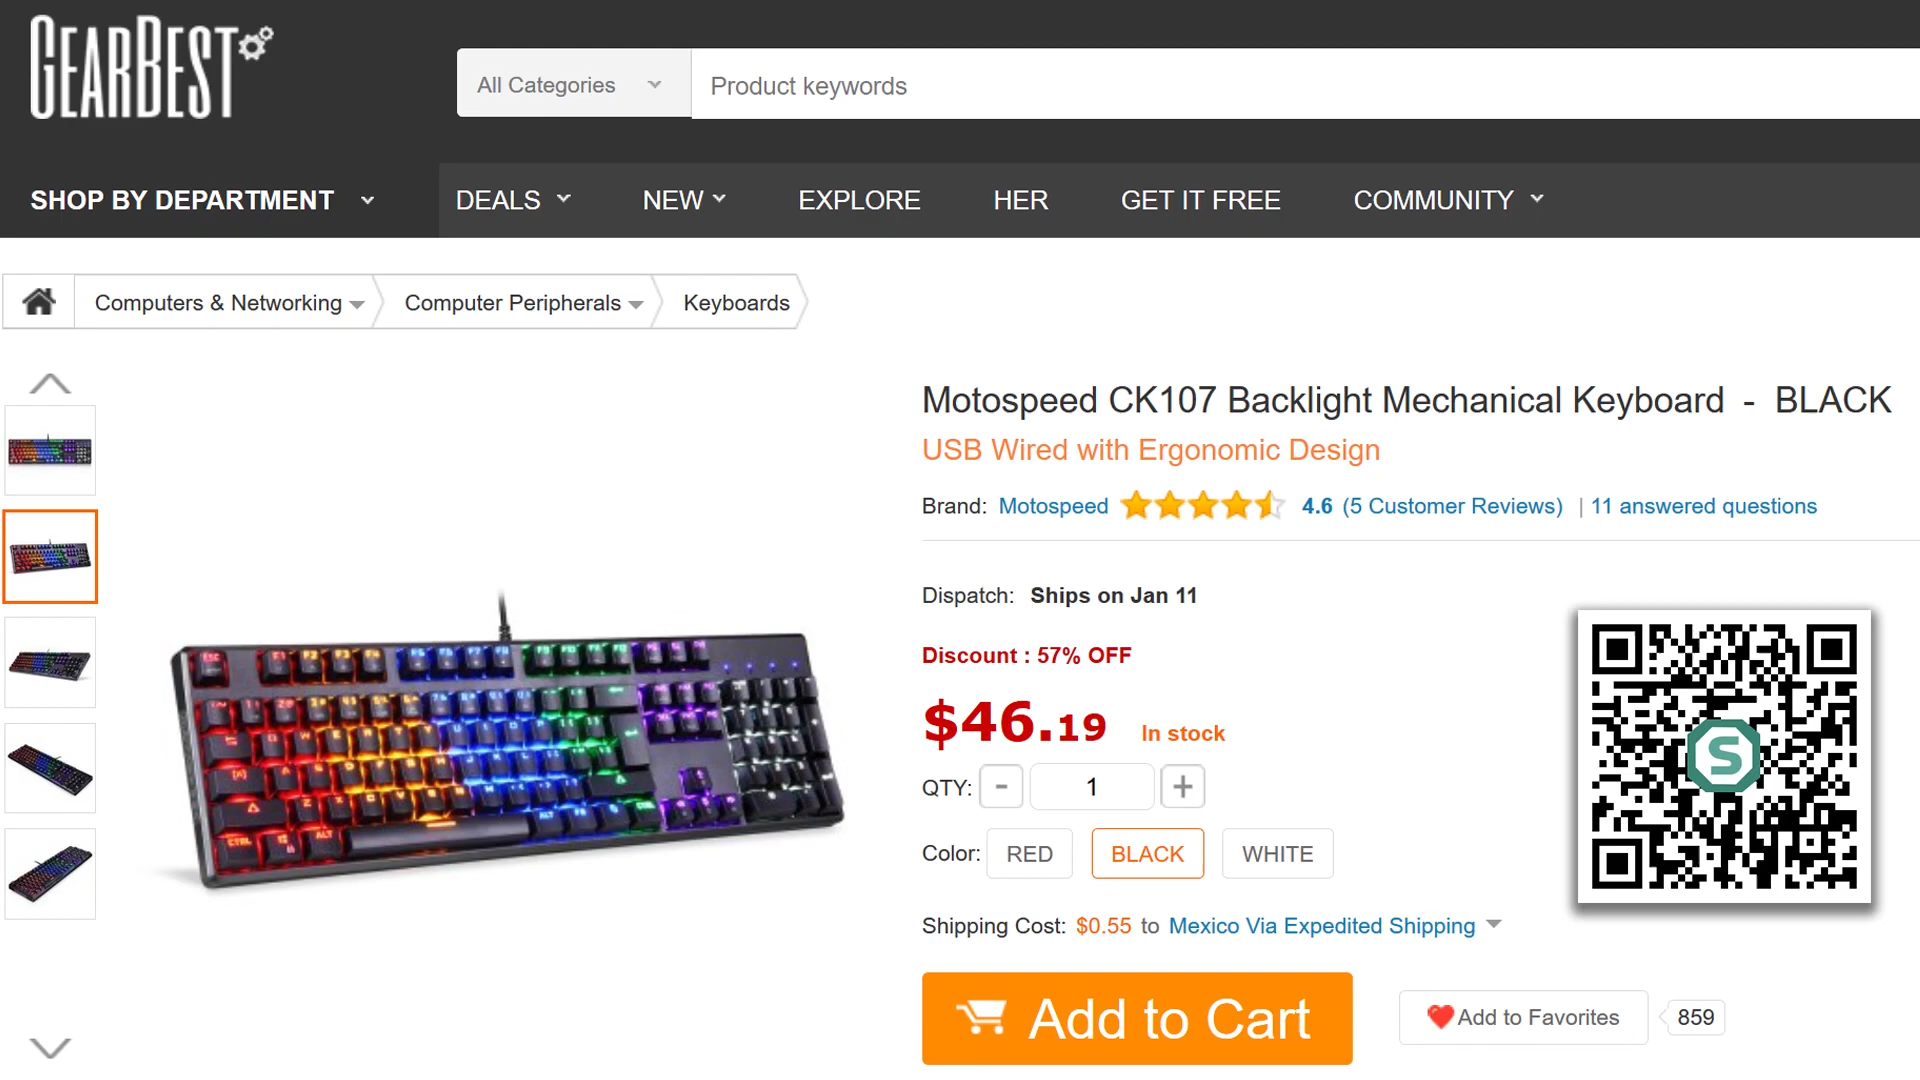 GEARBEST
All Categories
Product keywords
SHOP BY DEPARTMENT
DEALS
NEW
EXPLORE
HER
GET IT FREE
COMMUNITY
Computers & Networking
Computer Peripherals
Keyboards
Motospeed CK107 Backlight Mechanical Keyboard - BLACK
USB Wired with Ergonomic Design
Brand: Motospeed 4.6 (5 Customer Reviews) | 11 answered questions
Dispatch: Ships on Jan 11
Discount : 57% OFF
$46.19 In stock
QTY: - 1 +
Color: RED BLACK WHITE
S
Shipping Cost: $0.55 to Mexico Via Expedited Shipping
Add to Cart
Add to Favorites
859